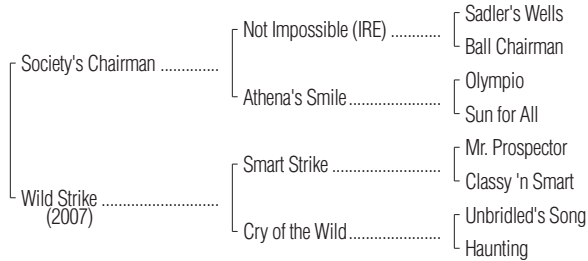 Sadler's Wells
Not Impossible (IRE) ............
Ball Chairman
Society's Chairman ..............
Olympio
Athena's Smile ......................
Sun for All
Mr. Prospector
Smart Strike ..........................
Classy 'n Smart
Wild Strike ............................
(2007)
Unbridled's Song
Cry of the Wild ......................
Haunting